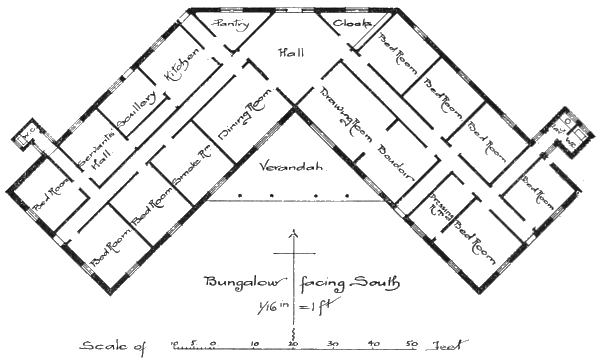 Pantry
Cloaks
Hall
Kitchen
Bed Room
Scullery
Bed Room
Servants Hall
Dining Room
Drawing Room
Bed Room
W.C.
Lav. W.C.
Smoke Rm
Verandah
Boudoir
Bed Room
Bed Room
Bed Room
Dressing Rm
Bed Room
Bed Room
Bungalow facing South
1/16 in = 1 ft
Scale of 10 5 0 10 20 30 40 50 Feet